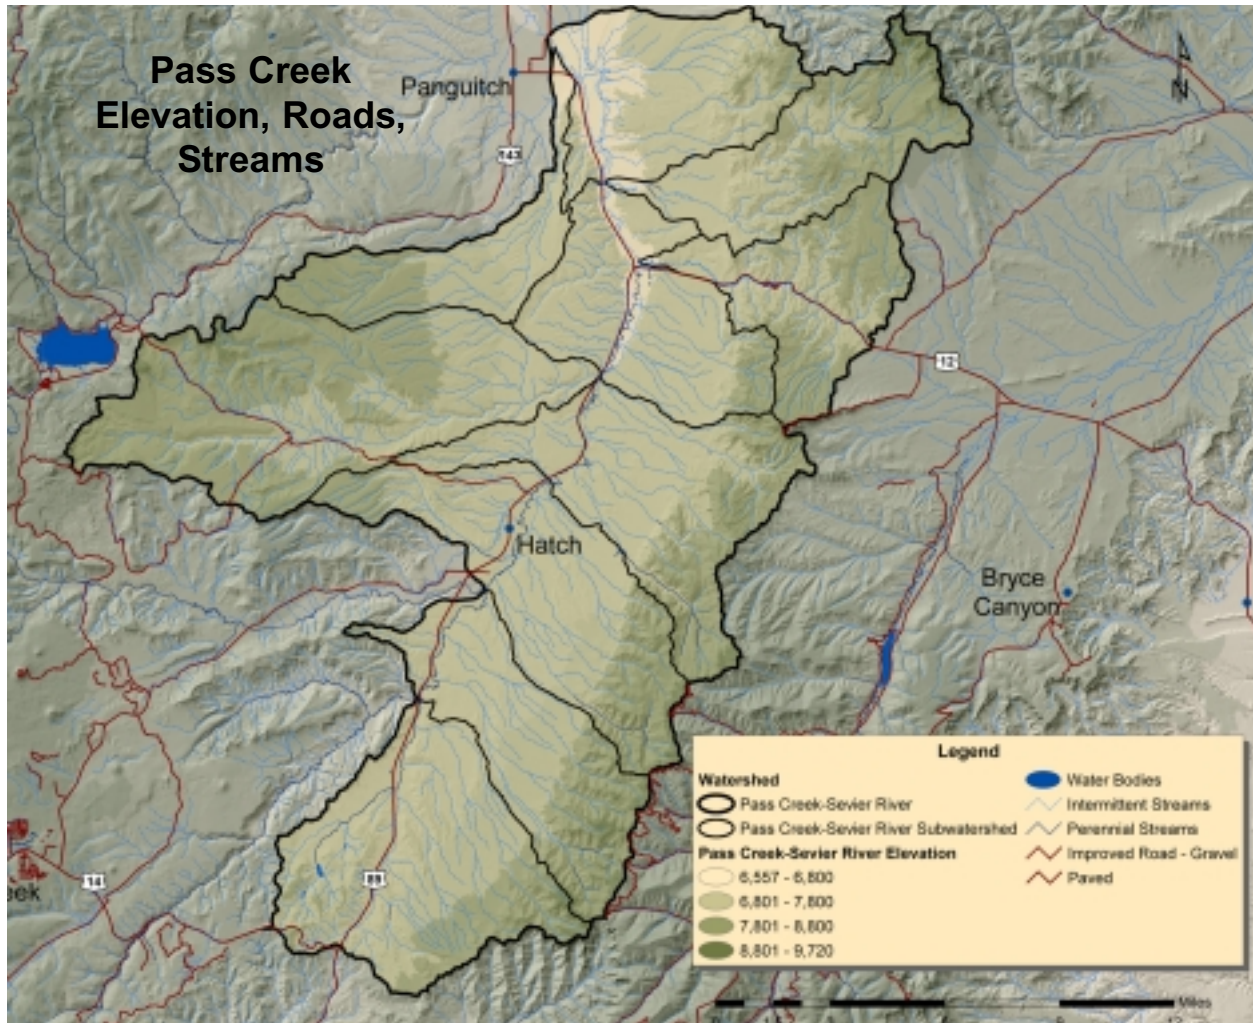 Pass Creek
Elevation, Roads,
Streams
Panguitch
N
143
12
Hatch
Bryce
Canyon
89
14
eek
Legend
Watershed
Pass Creek-Sevier River
Pass Creek-Sevier River Subwatershed
Pass Creek-Sevier River Elevation
6,557 - 6,800
6,801 - 7,800
7,801 - 8,800
8,801 - 9,720
Water Bodies
Intermittent Streams
Perennial Streams
Improved Road - Gravel
Paved
Miles